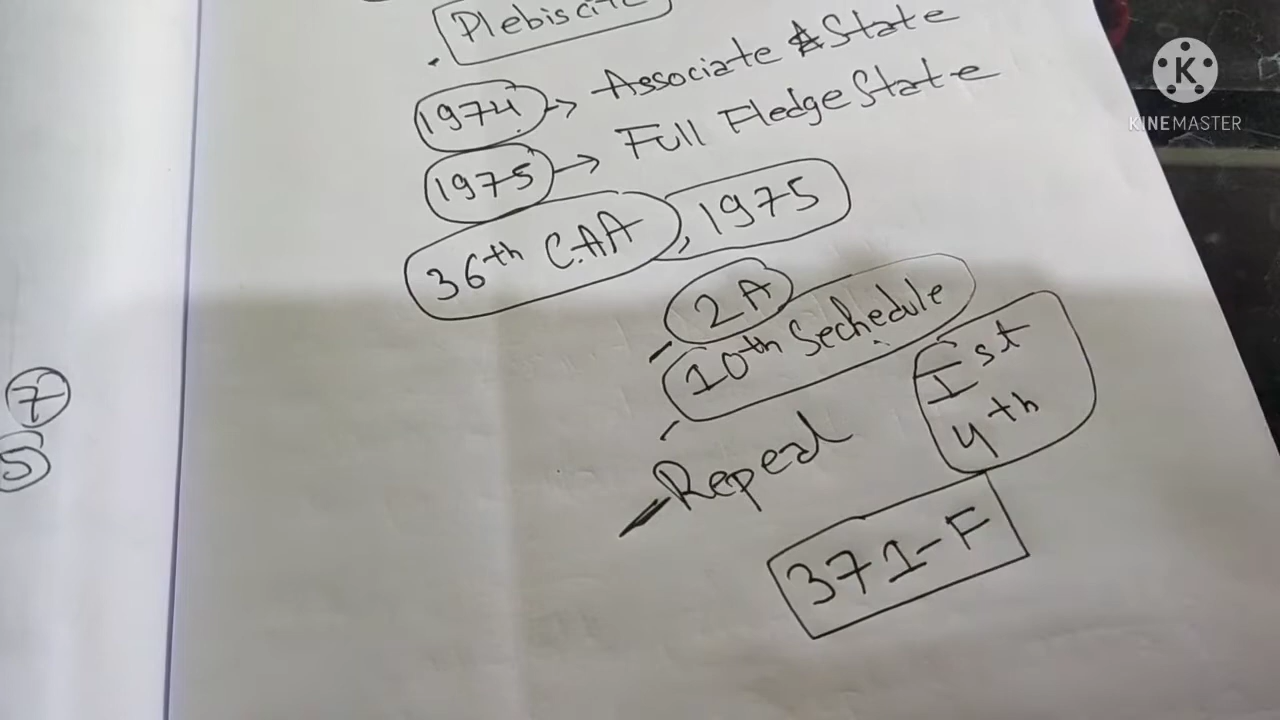 Plebiscite
1974 → Associate State
1975 → Full Fledge State
36th C.A.A, 1975
2A
10th Sechedule
Repeal
Ist
4th
371-F
7
5
K
KINEMASTER